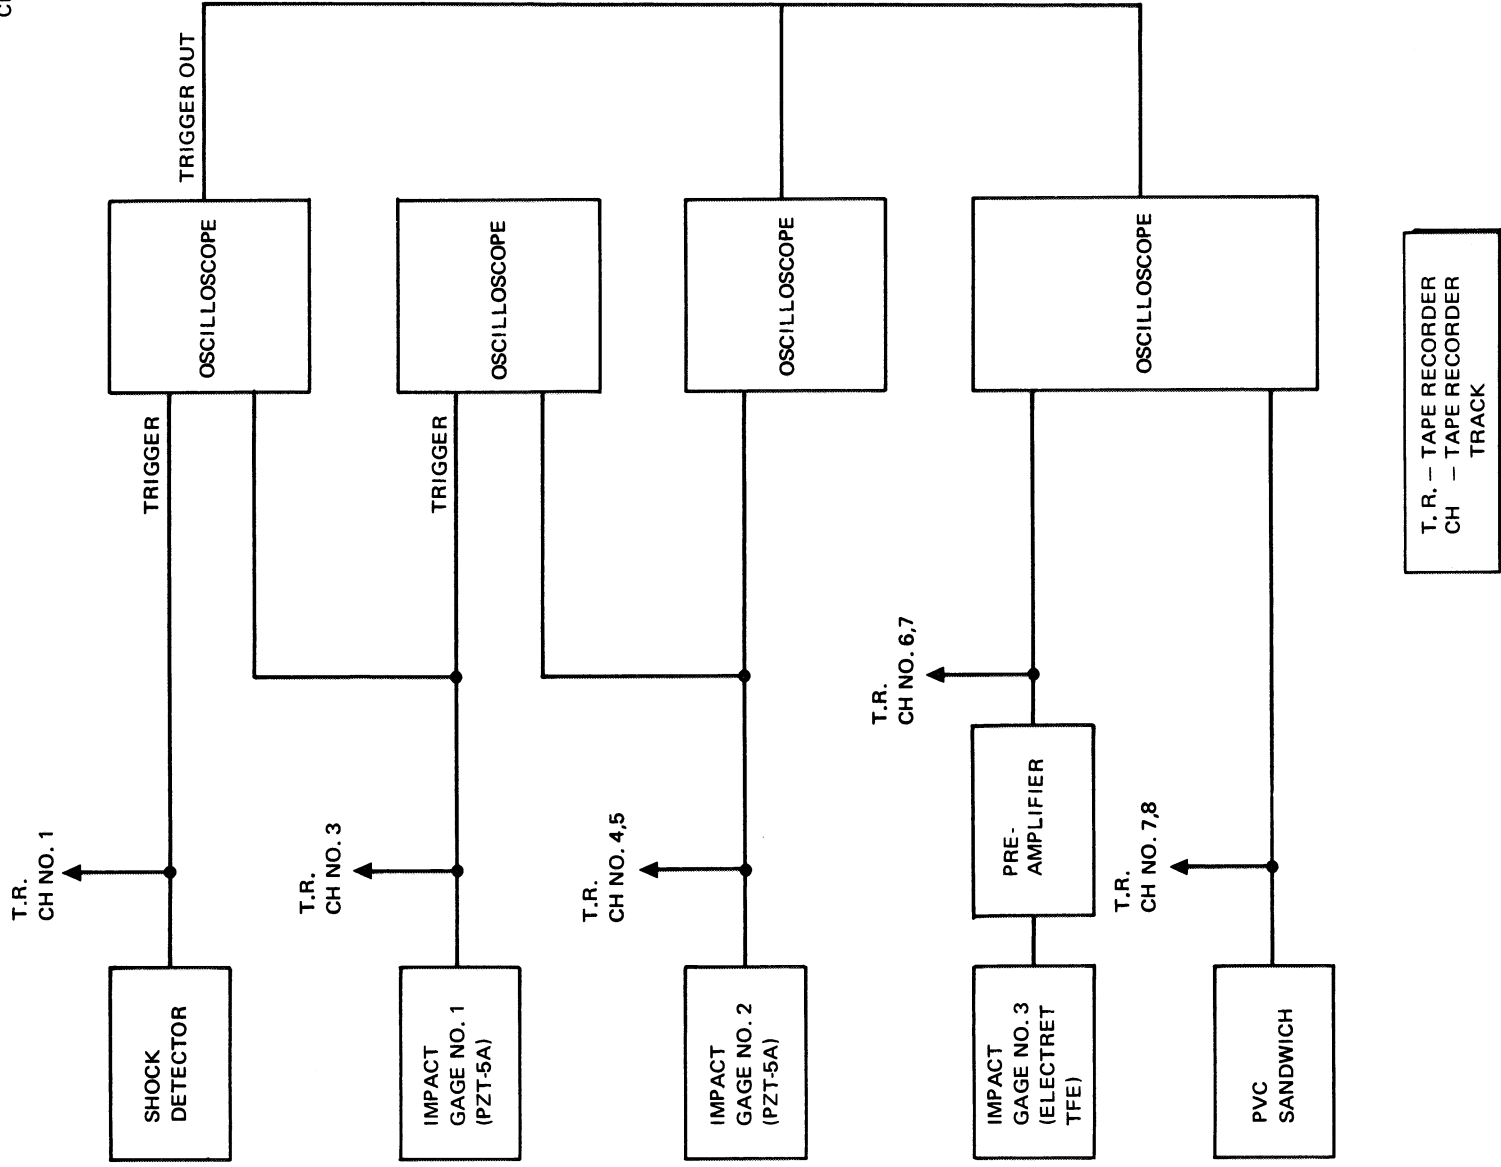 TRIGGER OUT
OSCILLOSCOPE
TRIGGER
T.R.
CH NO. 1
SHOCK
DETECTOR
OSCILLOSCOPE
TRIGGER
T.R.
CH NO. 3
IMPACT
GAGE NO. 1
(PZT-5A)
OSCILLOSCOPE
T.R.
CH NO. 4,5
IMPACT
GAGE NO. 2
(PZT-5A)
OSCILLOSCOPE
T.R.
CH NO. 6,7
PRE-
AMPLIFIER
IMPACT
GAGE NO. 3
(ELECTRET
TFE)
T.R.
CH NO. 7,8
PVC
SANDWICH
T. R. – TAPE RECORDER
CH – TAPE RECORDER
TRACK